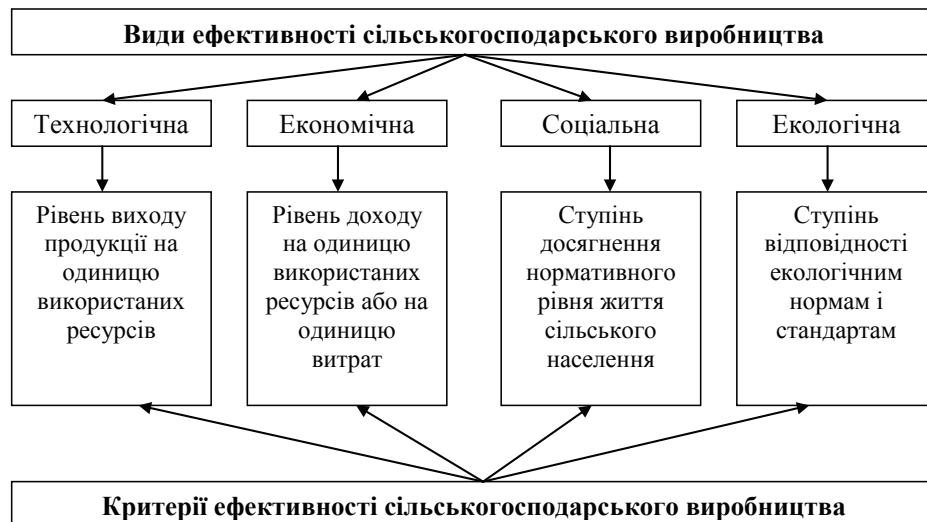 Види ефективності сільськогосподарського виробництва
Технологічна
Економічна
Соціальна
Екологічна
Рівень виходу
продукції на
одиницю
використаних
ресурсів
Рівень доходу
на одиницю
використаних
ресурсів або на
одиницю
витрат
Ступінь
досягнення
нормативного
рівня життя
сільського
населення
Ступінь
відповідності
екологічним
нормам і
стандартам
Критерії ефективності сільськогосподарського виробництва